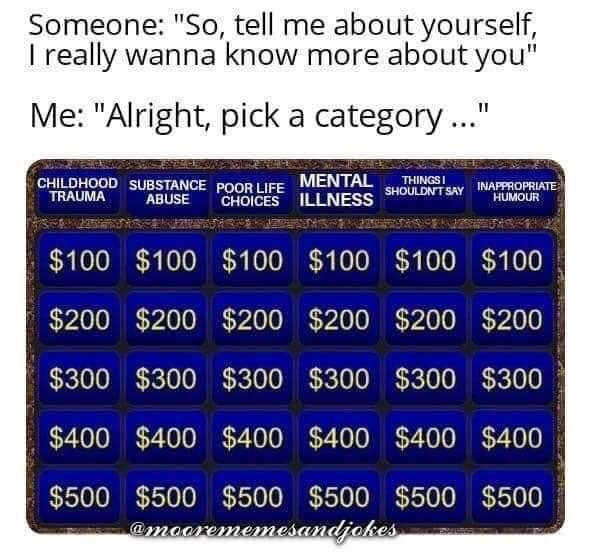 Someone: "So, tell me about yourself,
I really wanna know more about you"
Me: "Alright, pick a category ..."
CHILDHOOD TRAUMA SUBSTANCE ABUSE POOR LIFE CHOICES MENTAL ILLNESS THINGS I SHOULDN'T SAY INAPPROPRIATE HUMOUR
$100 $100 $100 $100 $100 $100
$200 $200 $200 $200 $200 $200
$300 $300 $300 $300 $300 $300
$400 $400 $400 $400 $400 $400
$500 $500 $500 $500 $500 $500
@moorememesandjokes